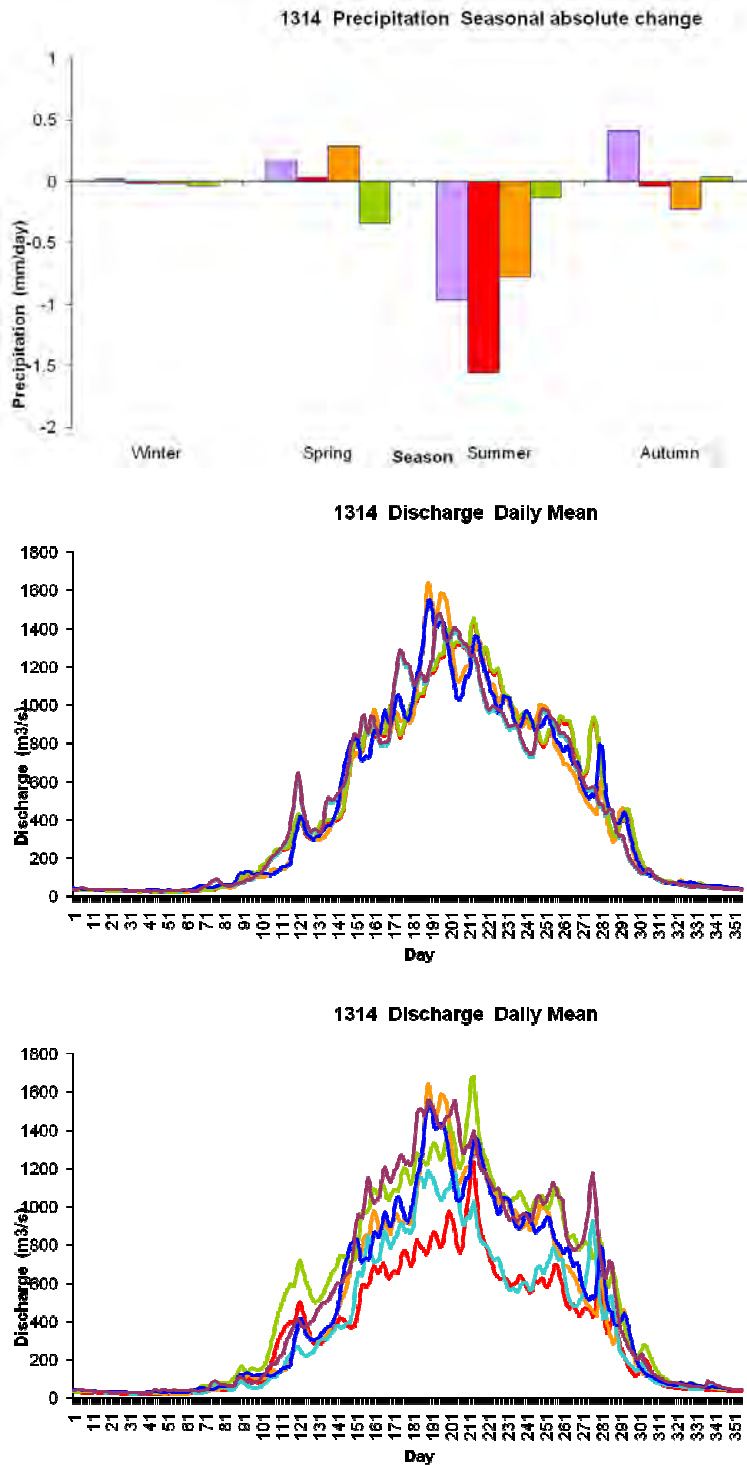 1314 Precipitation Seasonal absolute change
1
0.5
0
-0.5
-1
-1.5
-2
Precipitation (mm/day)
Winter Spring Season Summer Autumn
1314 Discharge Daily Mean
1800
1600
1400
1200
1000
800
600
400
200
0
Discharge (m3/s)
1 11 21 31 41 51 61 71 81 91 101 111 121 131 141 151 161 171 181 191 201 211 221 231 241 251 261 271 281 291 301 311 321 331 341 351
Day
1314 Discharge Daily Mean
1800
1600
1400
1200
1000
800
600
400
200
0
Discharge (m3/s)
1 11 21 31 41 51 61 71 81 91 101 111 121 131 141 151 161 171 181 191 201 211 221 231 241 251 261 271 281 291 301 311 321 331 341 351
Day